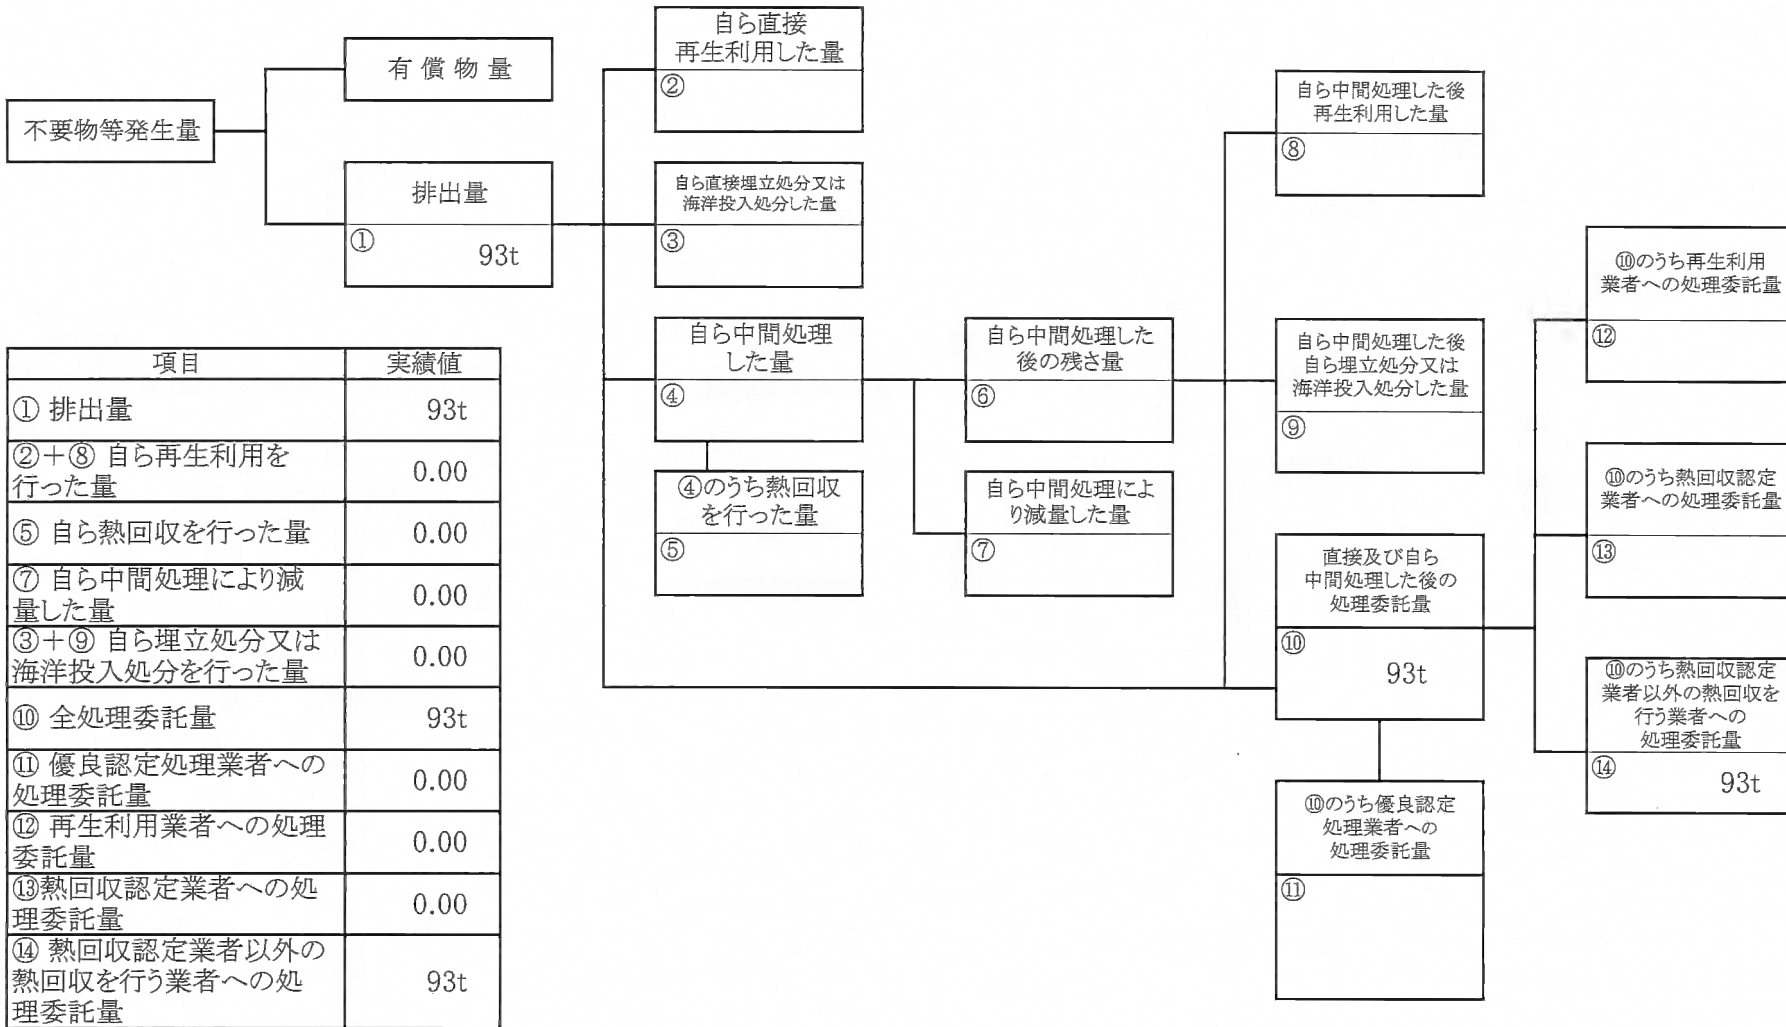 不要物等発生量
有償物量
排出量
①
93t
自ら直接
再生利用した量
②
自ら直接埋立処分又は
海洋投入処分した量
③
自ら中間処理
した量
④
④のうち熱回収
を行った量
⑤
自ら中間処理した
後の残さ量
⑥
自ら中間処理によ
り減量した量
⑦
自ら中間処理した後
再生利用した量
⑧
自ら中間処理した後
自ら埋立処分又は
海洋投入処分した量
⑨
直接及び自ら
中間処理した後の
処理委託量
⑩
93t
⑩のうち優良認定
処理業者への
処理委託量
⑪
⑩のうち再生利用
業者への処理委託量
⑫
⑩のうち熱回収認定
業者への処理委託量
⑬
⑩のうち熱回収認定
業者以外の熱回収を
行う業者への
処理委託量
⑭
93t
項目 実績値
① 排出量 93t
②+⑧ 自ら再生利用を
行った量 0.00
⑤ 自ら熱回収を行った量 0.00
⑦ 自ら中間処理により減
量した量 0.00
③+⑨ 自ら埋立処分又は
海洋投入処分を行った量 0.00
⑩ 全処理委託量 93t
⑪ 優良認定処理業者への
処理委託量 0.00
⑫ 再生利用業者への処理
委託量 0.00
⑬熱回収認定業者への処
理委託量 0.00
⑭ 熱回収認定業者以外の
熱回収を行う業者への処
理委託量 93t